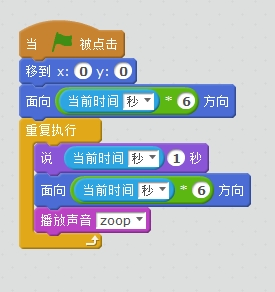 当 被点击
移到 x: 0 y: 0
面向 当前时间 秒 * 6 方向
重复执行
说 当前时间 秒 1 秒
面向 当前时间 秒 * 6 方向
播放声音 zoop